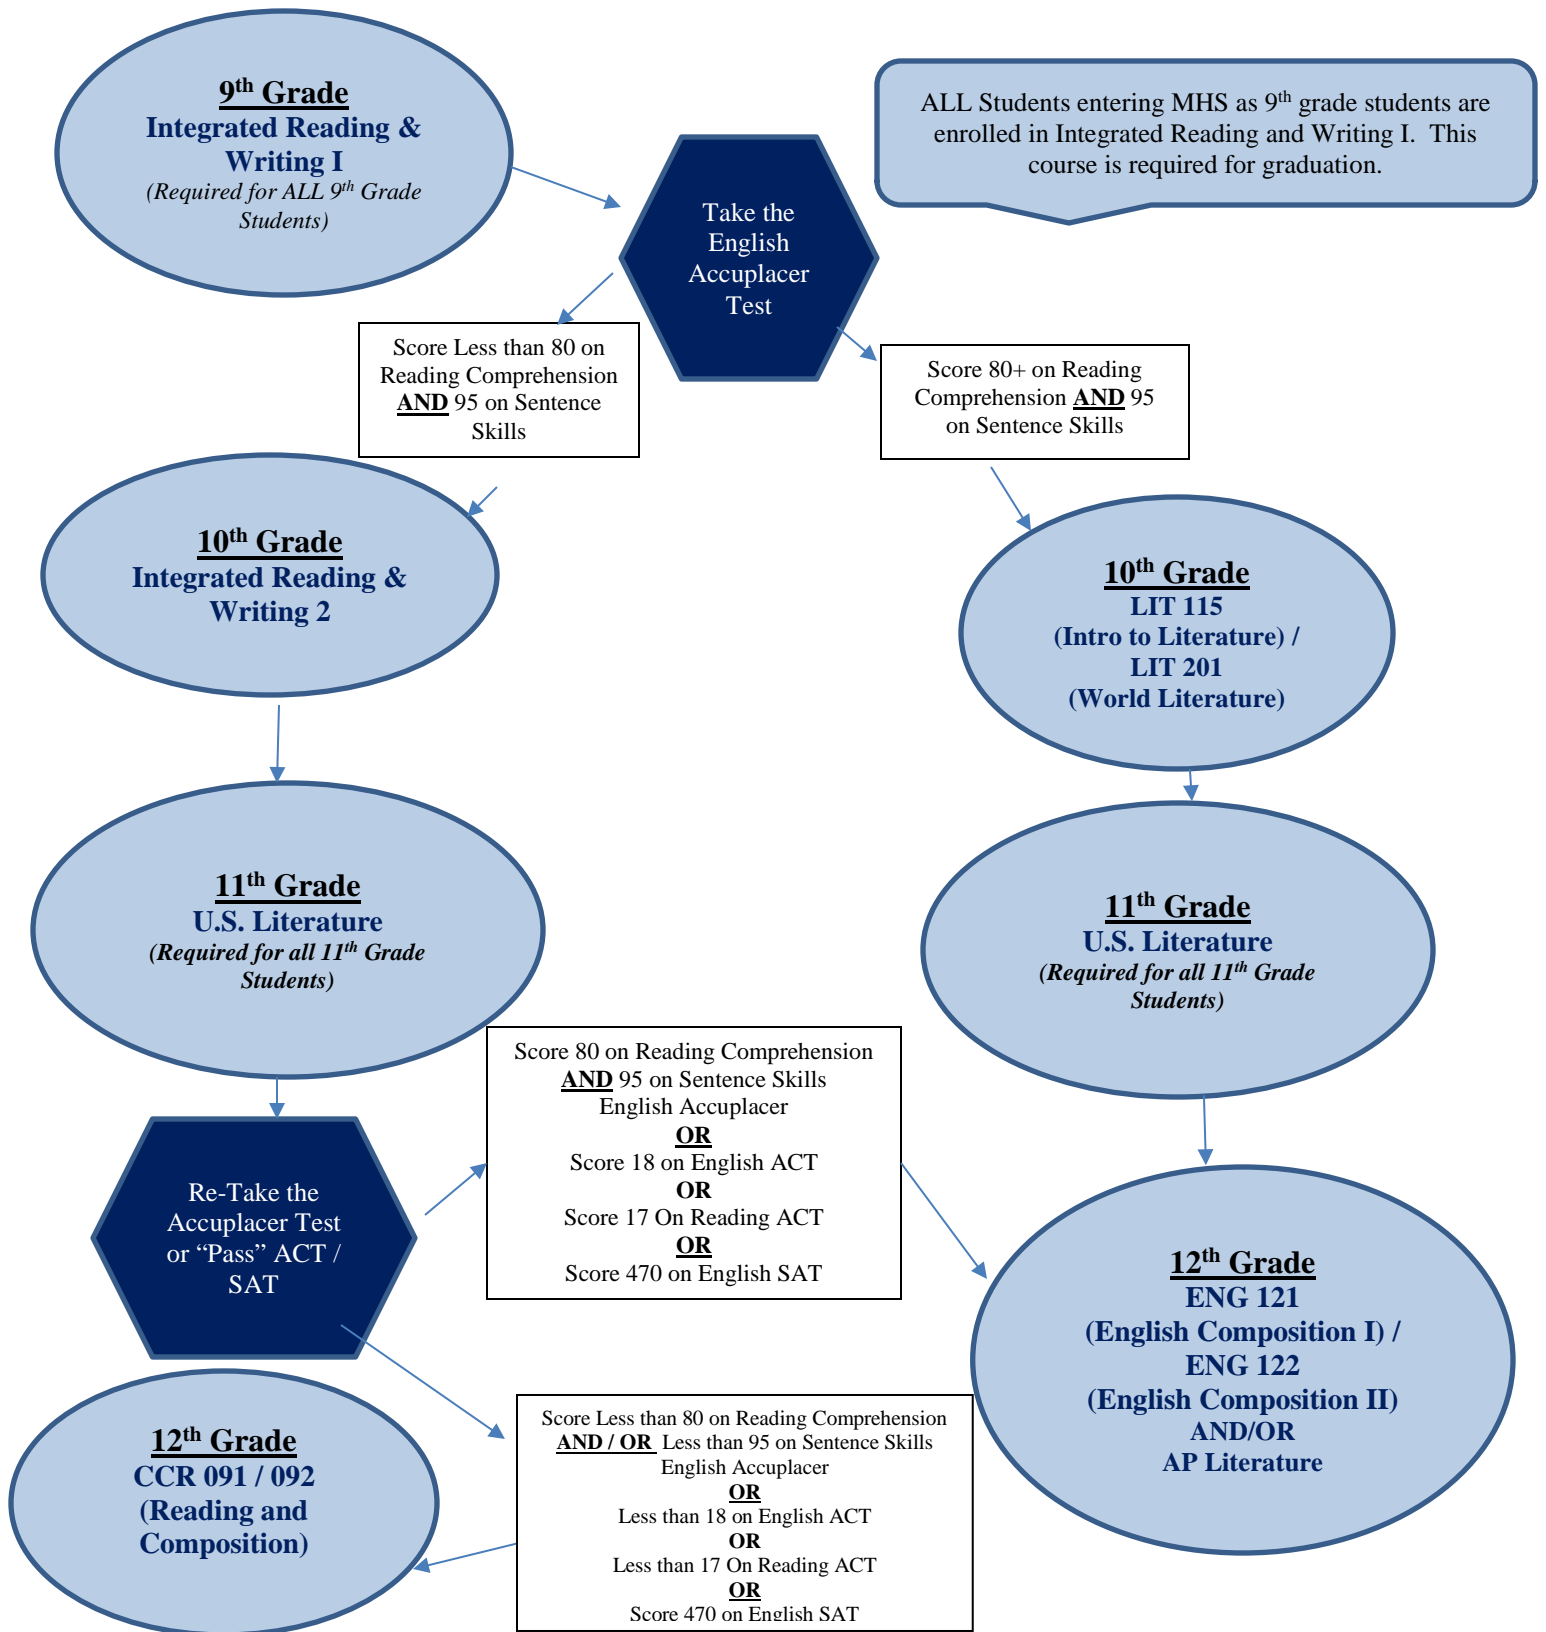 9th Grade
Integrated Reading &
Writing I
(Required for ALL 9th Grade
Students)
ALL Students entering MHS as 9th grade students are
enrolled in Integrated Reading and Writing I. This
course is required for graduation.
Take the
English
Accuplacer
Test
Score Less than 80 on
Reading Comprehension
AND 95 on Sentence
Skills
Score 80+ on Reading
Comprehension AND 95
on Sentence Skills
10th Grade
Integrated Reading &
Writing 2
10th Grade
LIT 115
(Intro to Literature) /
LIT 201
(World Literature)
11th Grade
U.S. Literature
(Required for all 11th Grade
Students)
11th Grade
U.S. Literature
(Required for all 11th Grade
Students)
Score 80 on Reading Comprehension
AND 95 on Sentence Skills
English Accuplacer
OR
Score 18 on English ACT
OR
Score 17 On Reading ACT
OR
Score 470 on English SAT
Re-Take the
Accuplacer Test
or “Pass” ACT /
SAT
12th Grade
ENG 121
(English Composition I) /
ENG 122
(English Composition II)
AND/OR
AP Literature
12th Grade
CCR 091 / 092
(Reading and
Composition)
Score Less than 80 on Reading Comprehension
AND / OR Less than 95 on Sentence Skills
English Accuplacer
OR
Less than 18 on English ACT
OR
Less than 17 On Reading ACT
OR
Score 470 on English SAT